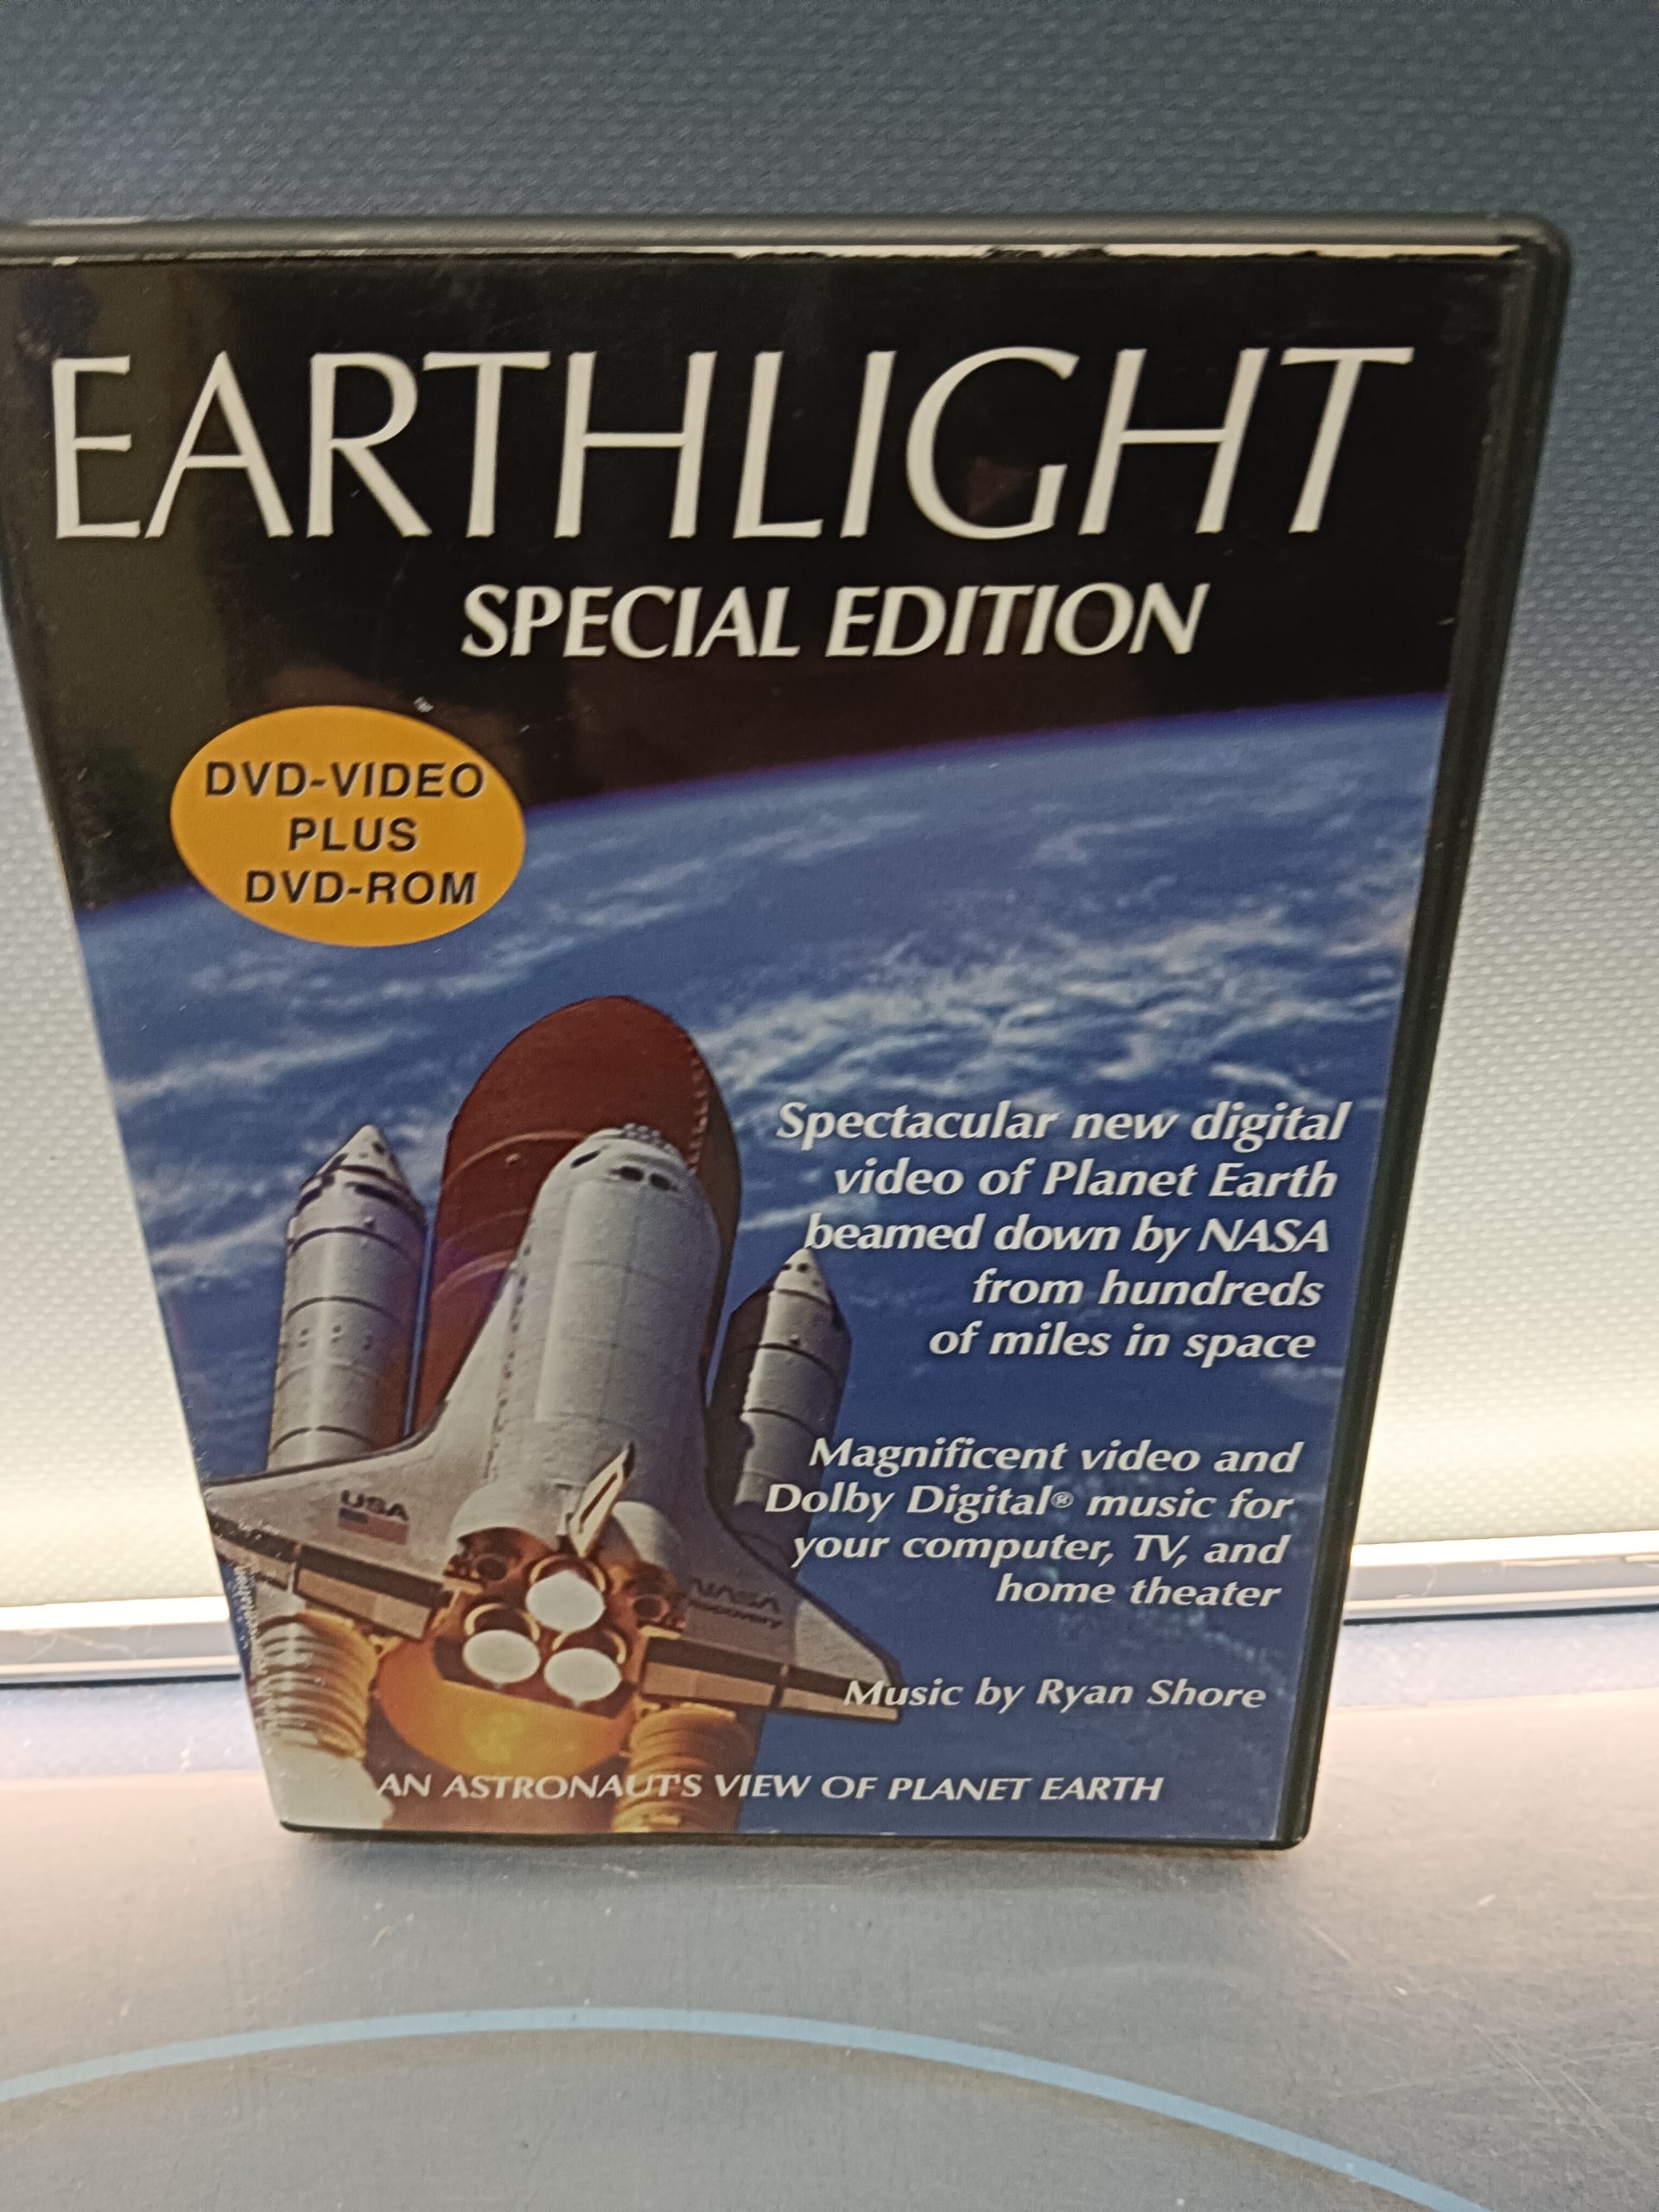 EARTHLIGHT
SPECIAL EDITION
DVD-VIDEO
PLUS
DVD-ROM
Spectacular new digital
video of Planet Earth
beamed down by NASA
from hundreds
of miles in space
Magnificent video and
Dolby Digital® music for
your computer, TV, and
home theater
USA
NASA
Discovery
Music by Ryan Shore
AN ASTRONAUT'S VIEW OF PLANET EARTH